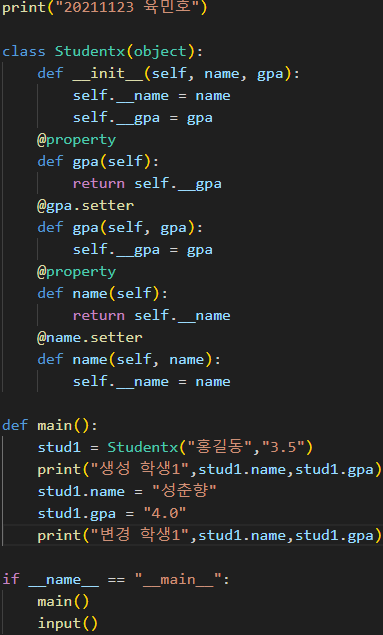 print("20211123 육민호")
class Studentx(object):
def __init__(self, name, gpa):
self.__name = name
self.__gpa = gpa
@property
def gpa(self):
return self.__gpa
@gpa.setter
def gpa(self, gpa):
self.__gpa = gpa
@property
def name(self):
return self.__name
@name.setter
def name(self, name):
self.__name = name
def main():
stud1 = Studentx("홍길동","3.5")
print("생성 학생1",stud1.name,stud1.gpa)
stud1.name = "성춘향"
stud1.gpa = "4.0"
print("변경 학생1",stud1.name,stud1.gpa)
if __name__ == "__main__":
main()
input()